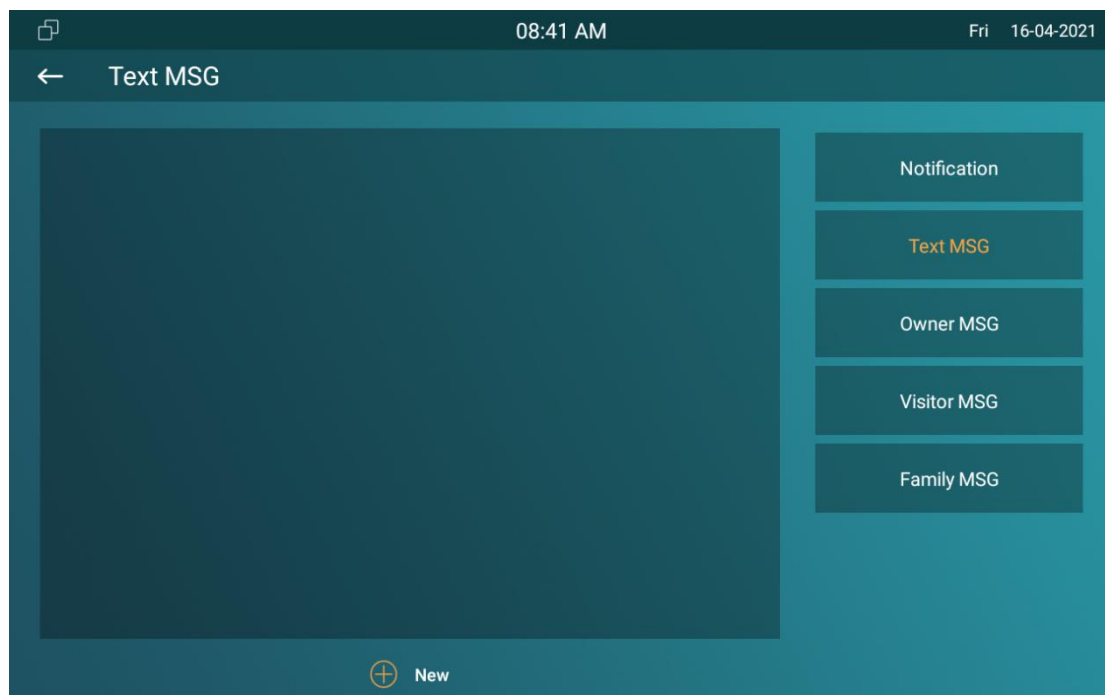 08:41 AM Fri 16-04-2021
Text MSG
Notification
Text MSG
Owner MSG
Visitor MSG
Family MSG
New